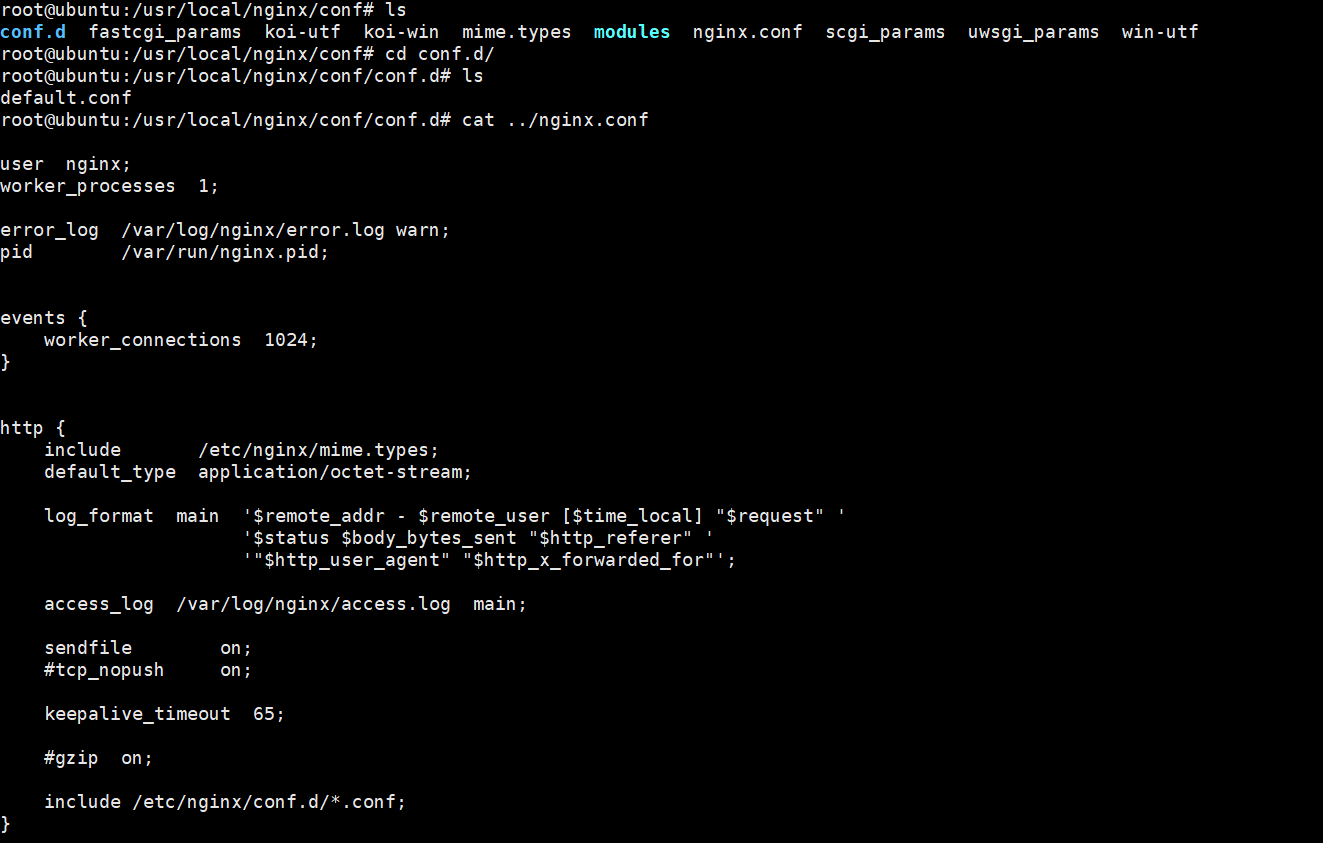 root@ubuntu:/usr/local/nginx/conf# ls
conf.d  fastcgi_params  koi-utf  koi-win  mime.types  modules  nginx.conf  scgi_params  uwsgi_params  win-utf
root@ubuntu:/usr/local/nginx/conf# cd conf.d/
root@ubuntu:/usr/local/nginx/conf/conf.d# ls
default.conf
root@ubuntu:/usr/local/nginx/conf/conf.d# cat ../nginx.conf

user  nginx;
worker_processes  1;

error_log  /var/log/nginx/error.log warn;
pid        /var/run/nginx.pid;


events {
    worker_connections  1024;
}


http {
    include       /etc/nginx/mime.types;
    default_type  application/octet-stream;

    log_format  main  '$remote_addr - $remote_user [$time_local] "$request" '
                      '$status $body_bytes_sent "$http_referer" '
                      '"$http_user_agent" "$http_x_forwarded_for"';

    access_log  /var/log/nginx/access.log  main;

    sendfile        on;
    #tcp_nopush     on;

    keepalive_timeout  65;

    #gzip  on;

    include /etc/nginx/conf.d/*.conf;
}